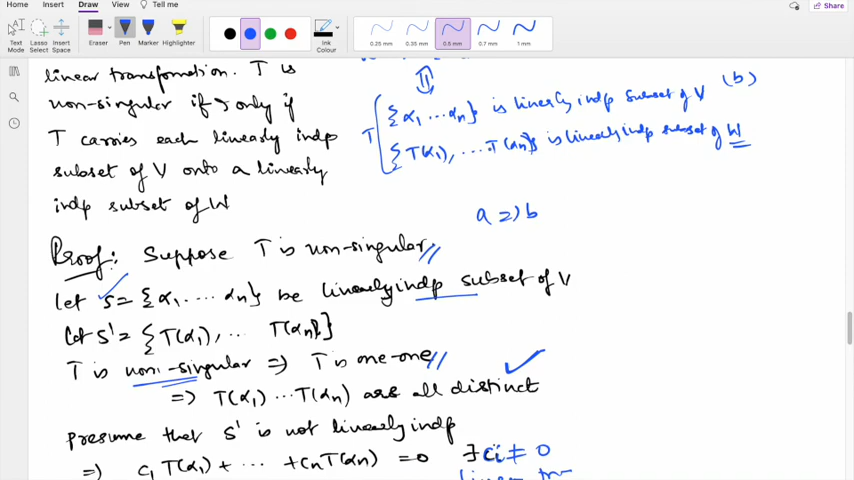 Home Insert Draw View Share
Text Mode
Lasso Select
Insert Space
Eraser
Pen
Marker
Highlighter
Ink Colour
0.25 mm
0.35 mm
0.5 mm
0.7 mm
1 mm
linear transformation. T is
non-singular if & only if
T carries each linearly indp
subset of V onto a linearly
indp subset of W
T { {α1 ... αn} is linearly indp subset of V (b)
{T(α1), ... T(αn)} is linearly indp subset of W
a => b
Proof: Suppose T is non-singular
let S = {α1 .... αn} be linearly indp subset of V
let S' = {T(α1), ... T(αn)}
T is non-singular => T is one-one
=> T(α1) ... T(αn) are all distinct
presume that S' is not linearly indp
=> c1 T(α1) + ... + cn T(αn) = 0 ∃ ci ≠ 0